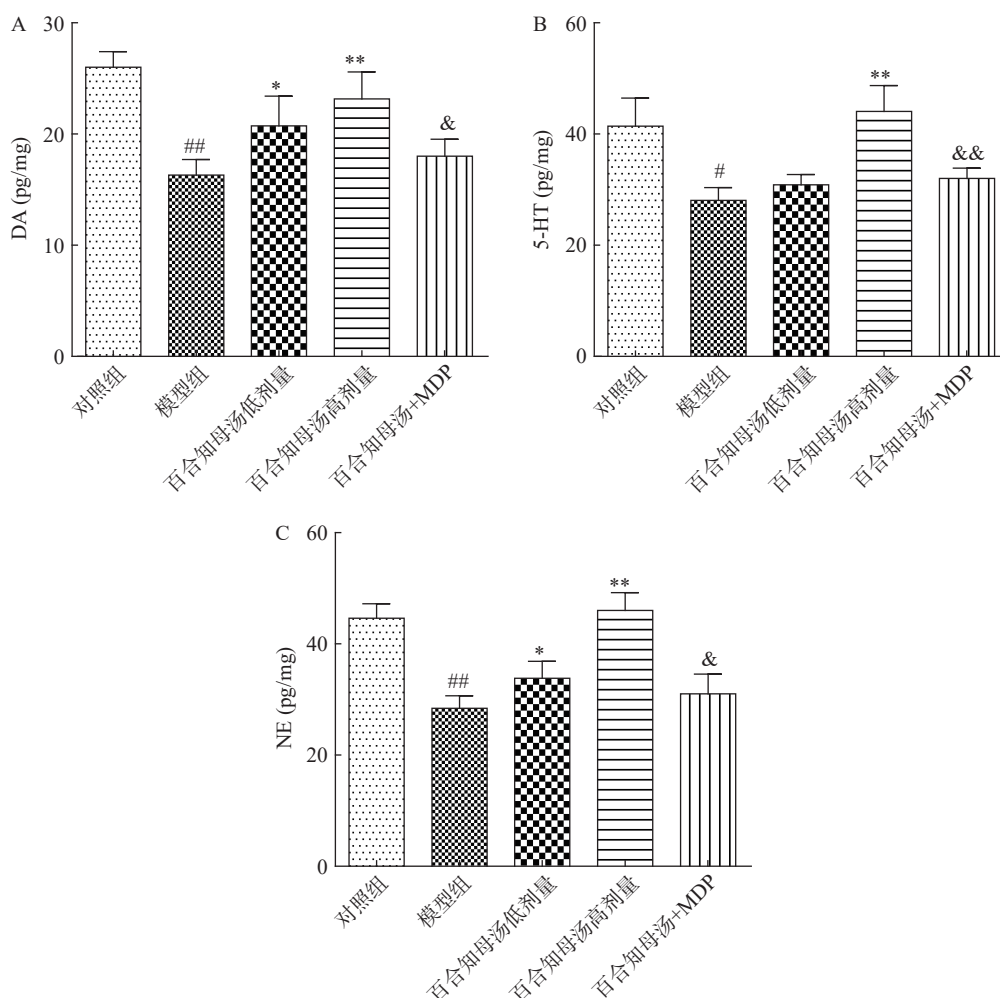 A
DA (pg/mg)
30
20
10
0
##
*
**
&
对照组
模型组
百合知母汤低剂量
百合知母汤高剂量
百合知母汤+MDP
B
5-HT (pg/mg)
60
40
20
0
#
**
&&
对照组
模型组
百合知母汤低剂量
百合知母汤高剂量
百合知母汤+MDP
C
NE (pg/mg)
60
40
20
0
##
*
**
&
对照组
模型组
百合知母汤低剂量
百合知母汤高剂量
百合知母汤+MDP